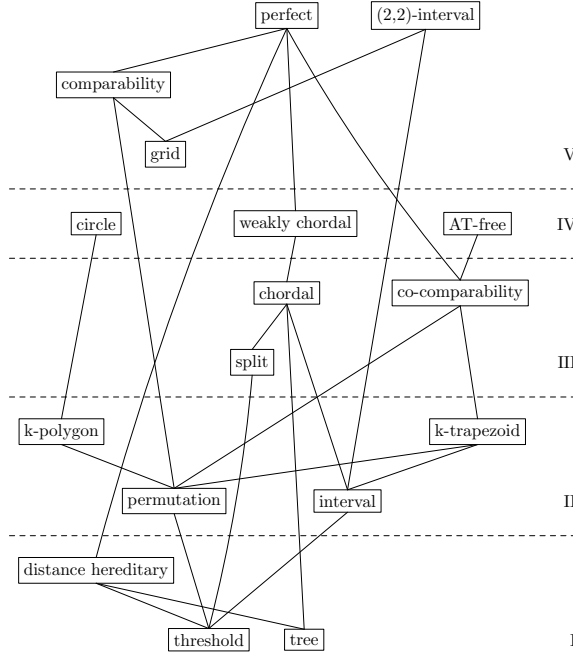 perfect
(2,2)-interval
comparability
grid
V
circle
weakly chordal
AT-free
IV
chordal
co-comparability
split
III
k-polygon
k-trapezoid
permutation
interval
II
distance hereditary
threshold
tree
I